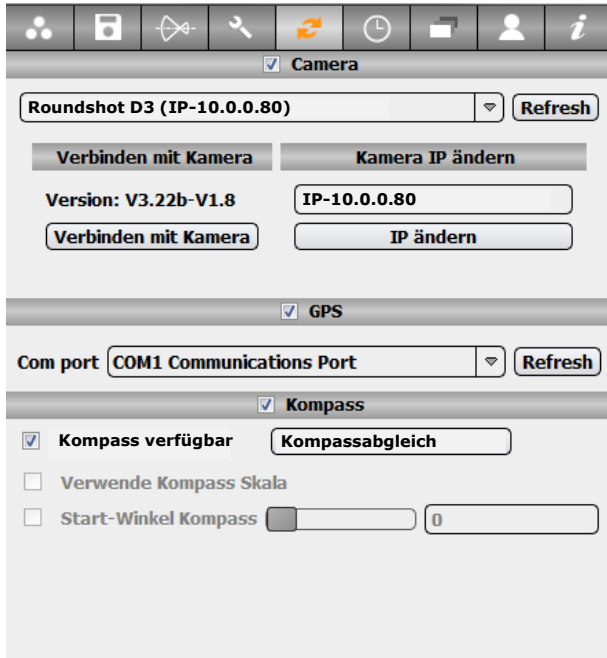 Camera
Roundshot D3 (IP-10.0.0.80) Refresh
Verbinden mit Kamera Kamera IP ändern
Version: V3.22b-V1.8 IP-10.0.0.80
Verbinden mit Kamera IP ändern
GPS
Com port COM1 Communications Port Refresh
Kompass
Kompass verfügbar Kompassabgleich
Verwende Kompass Skala
Start-Winkel Kompass 0